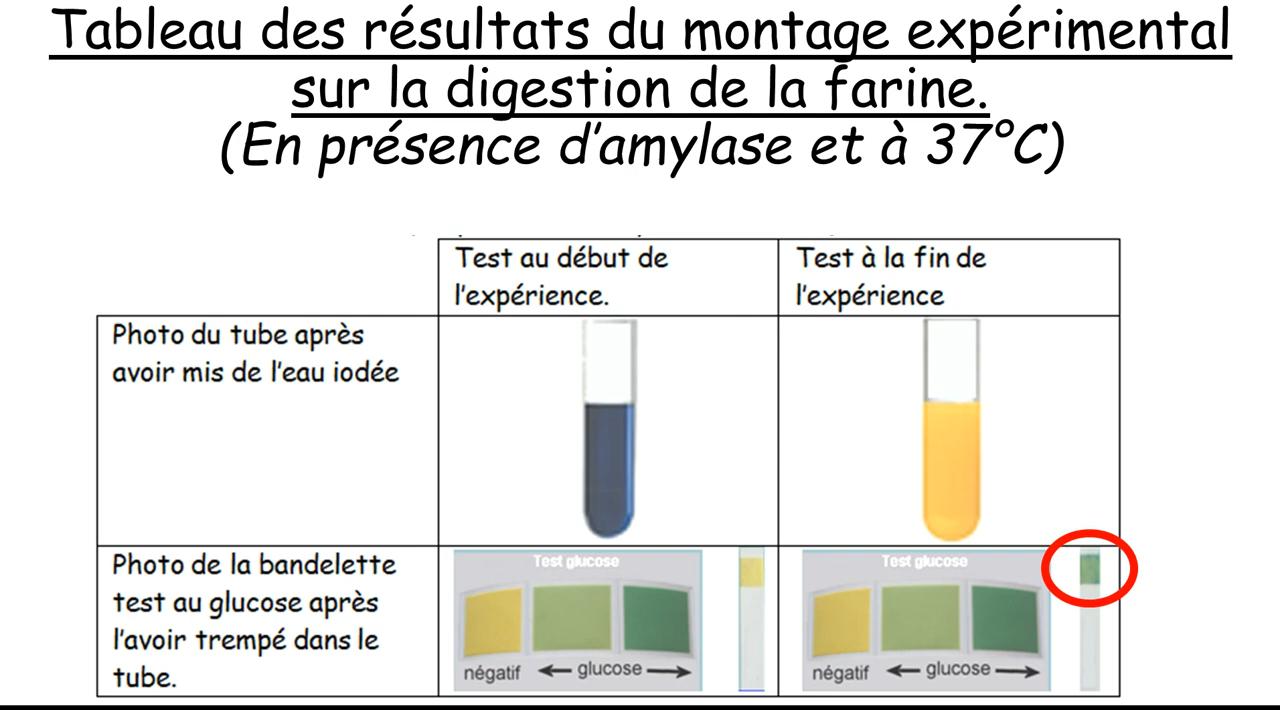 Tableau des résultats du montage expérimental
sur la digestion de la farine.
(En présence d’amylase et à 37°C)
Test au début de
l’expérience.
Test à la fin de
l’expérience
Photo du tube après
avoir mis de l’eau iodée
Photo de la bandelette
test au glucose après
l’avoir trempé dans le
tube.
Test glucose
négatif
glucose
Test glucose
négatif
glucose